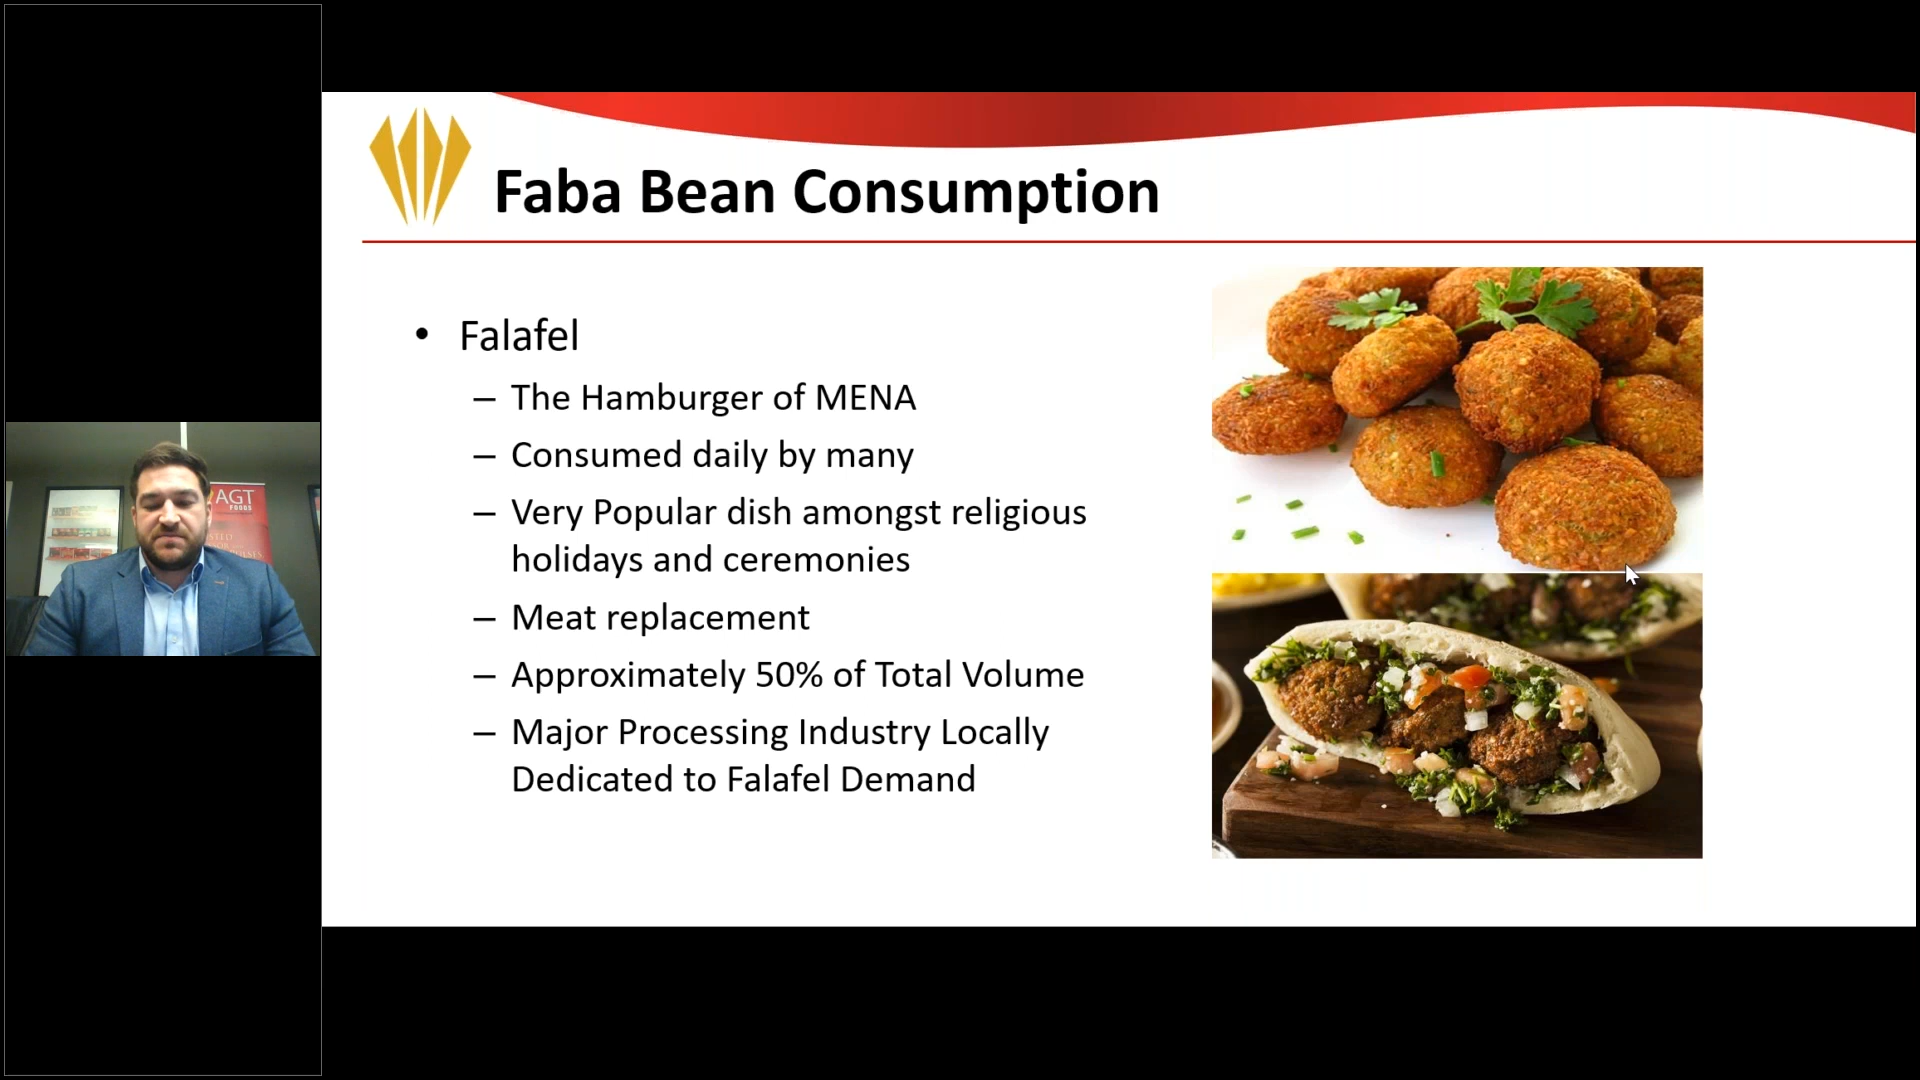 Faba Bean Consumption
• Falafel
– The Hamburger of MENA
– Consumed daily by many
– Very Popular dish amongst religious
holidays and ceremonies
– Meat replacement
– Approximately 50% of Total Volume
– Major Processing Industry Locally
Dedicated to Falafel Demand
AGT
FOODS